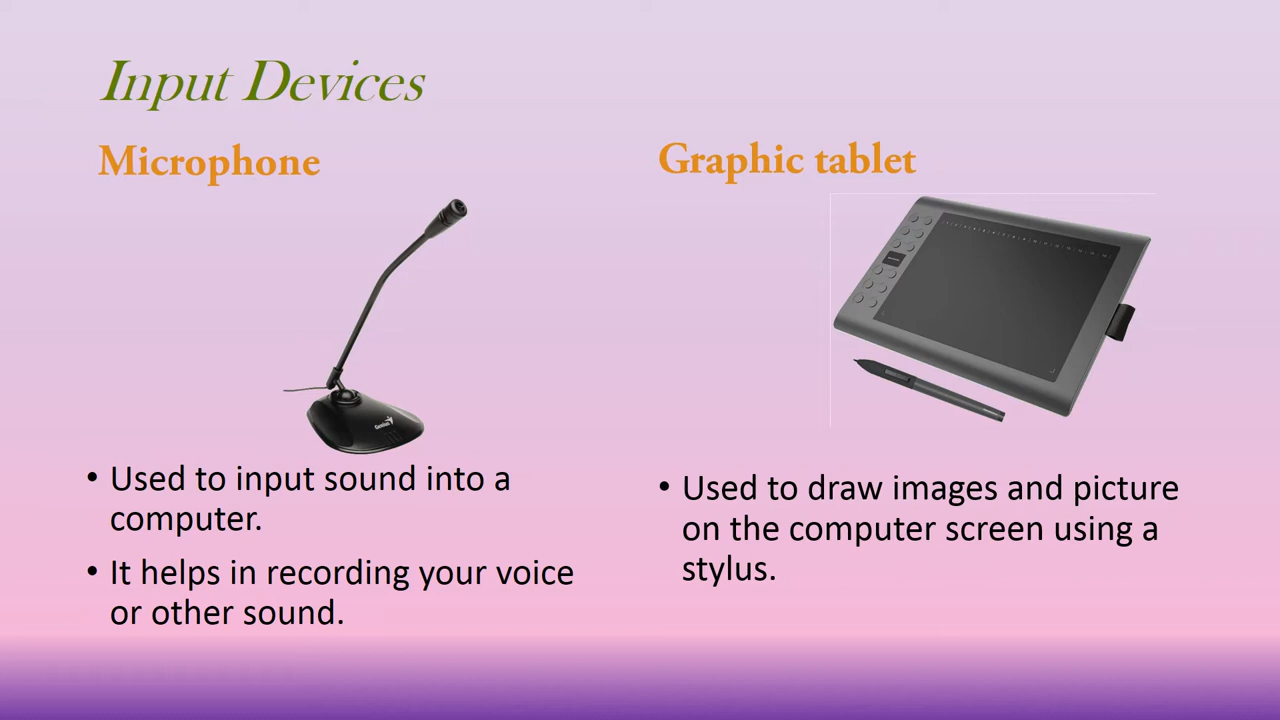 Input Devices
Microphone
Graphic tablet
Genius
• Used to input sound into a
computer.
• It helps in recording your voice
or other sound.
• Used to draw images and picture
on the computer screen using a
stylus.